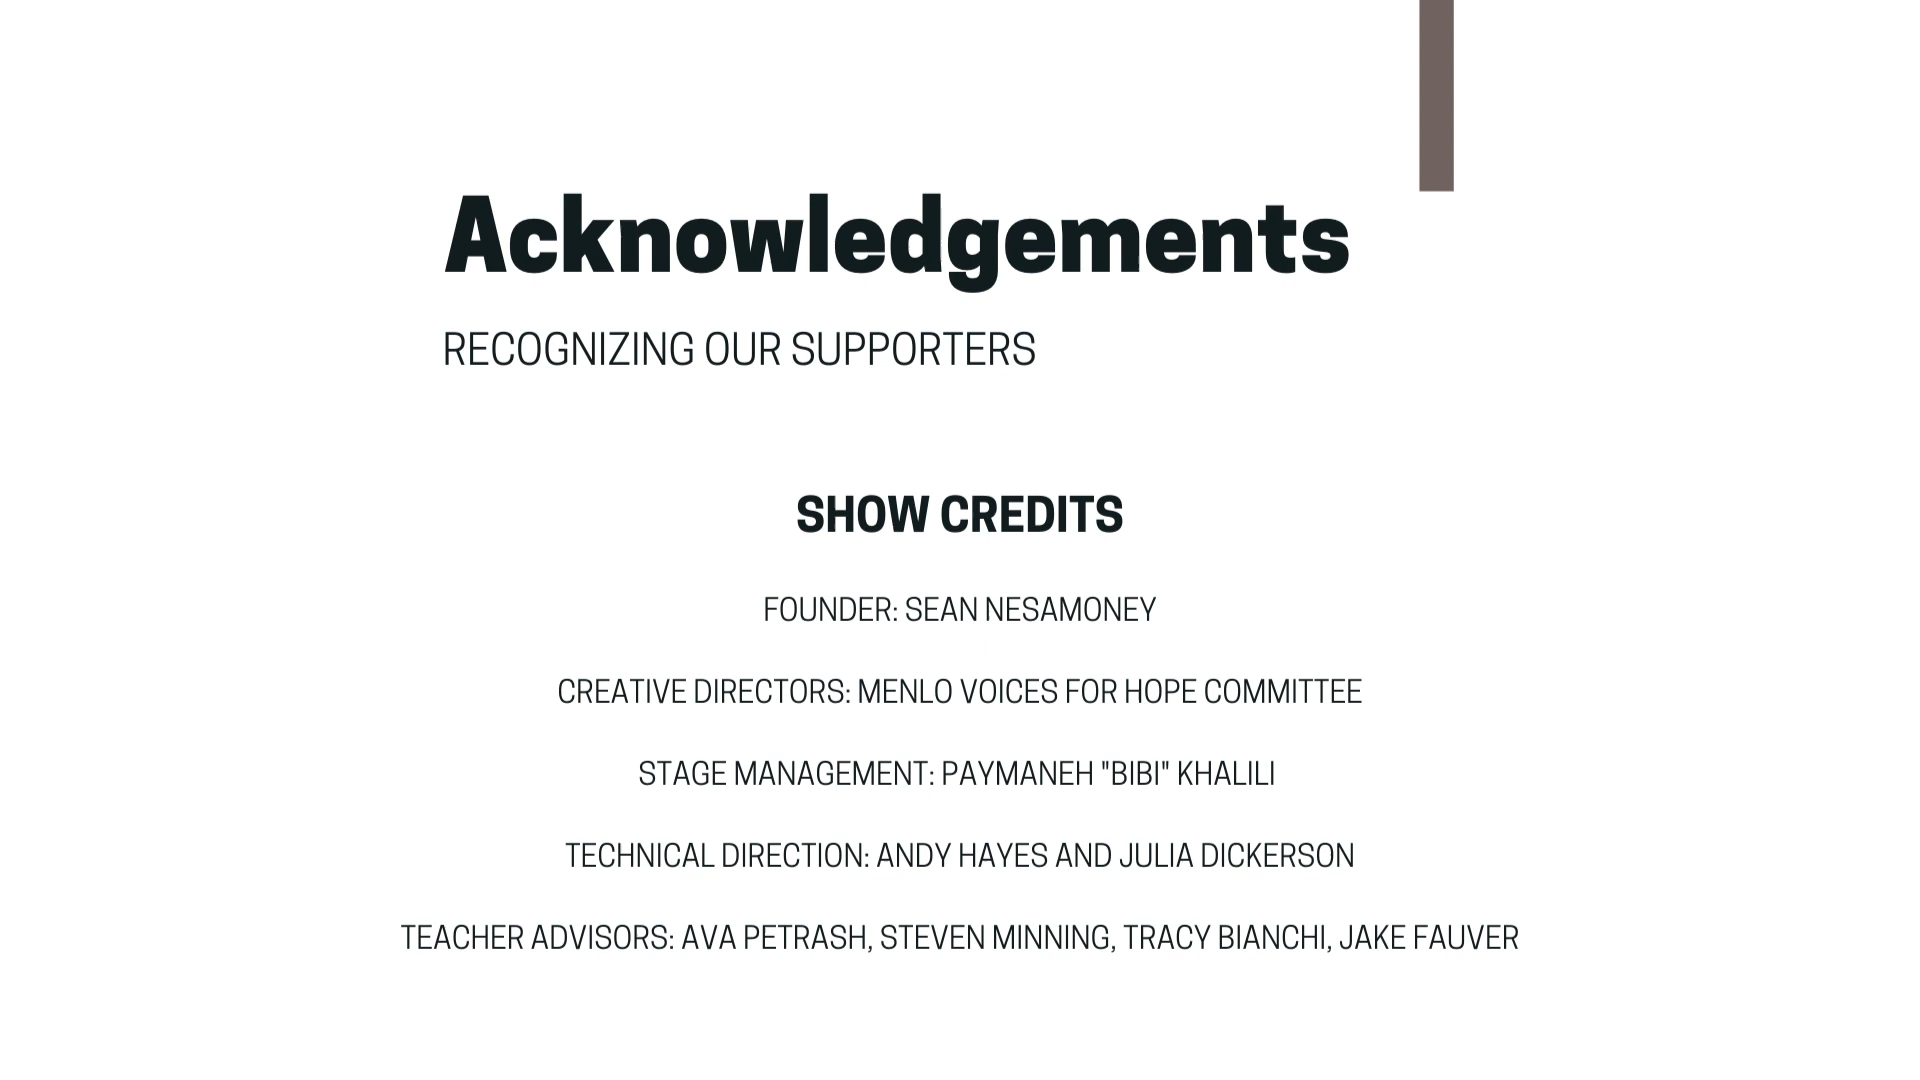 Acknowledgements
RECOGNIZING OUR SUPPORTERS
SHOW CREDITS
FOUNDER: SEAN NESAMONEY
CREATIVE DIRECTORS: MENLO VOICES FOR HOPE COMMITTEE
STAGE MANAGEMENT: PAYMANEH "BIBI" KHALILI
TECHNICAL DIRECTION: ANDY HAYES AND JULIA DICKERSON
TEACHER ADVISORS: AVA PETRASH, STEVEN MINNING, TRACY BIANCHI, JAKE FAUVER